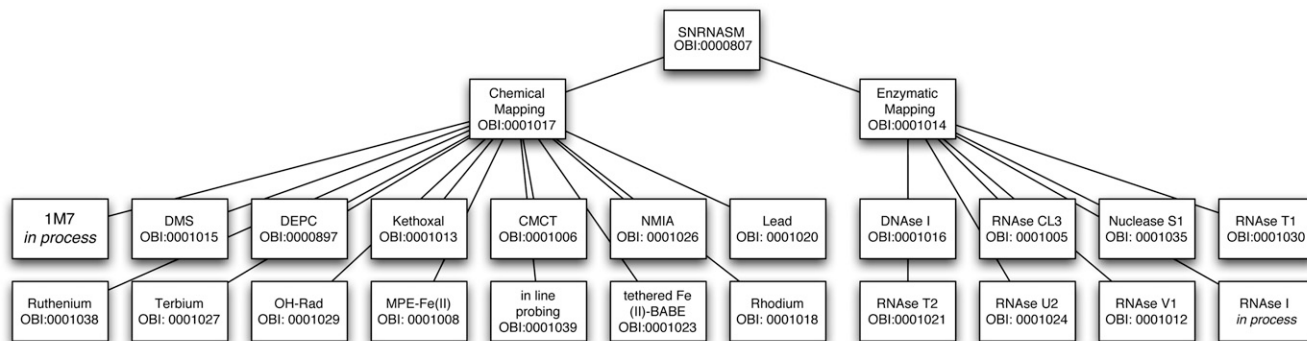 SNRNASM
OBI:0000807
Chemical
Mapping
OBI:0001017
Enzymatic
Mapping
OBI:0001014
1M7
in process
DMS
OBI:0001015
DEPC
OBI:0000897
Kethoxal
OBI:0001013
CMCT
OBI:0001006
NMIA
OBI: 0001026
Lead
OBI: 0001020
DNAse I
OBI:0001016
RNAse CL3
OBI: 0001005
Nuclease S1
OBI:0001035
RNAse T1
OBI:0001030
Ruthenium
OBI:0001038
Terbium
OBI: 0001027
OH-Rad
OBI: 0001029
MPE-Fe(II)
OBI: 0001008
in line
probing
OBI:0001039
tethered Fe
(II)-BABE
OBI:0001023
Rhodium
OBI: 0001018
RNAse T2
OBI:0001021
RNAse U2
OBI: 0001024
RNAse V1
OBI: 0001012
RNAse I
in process